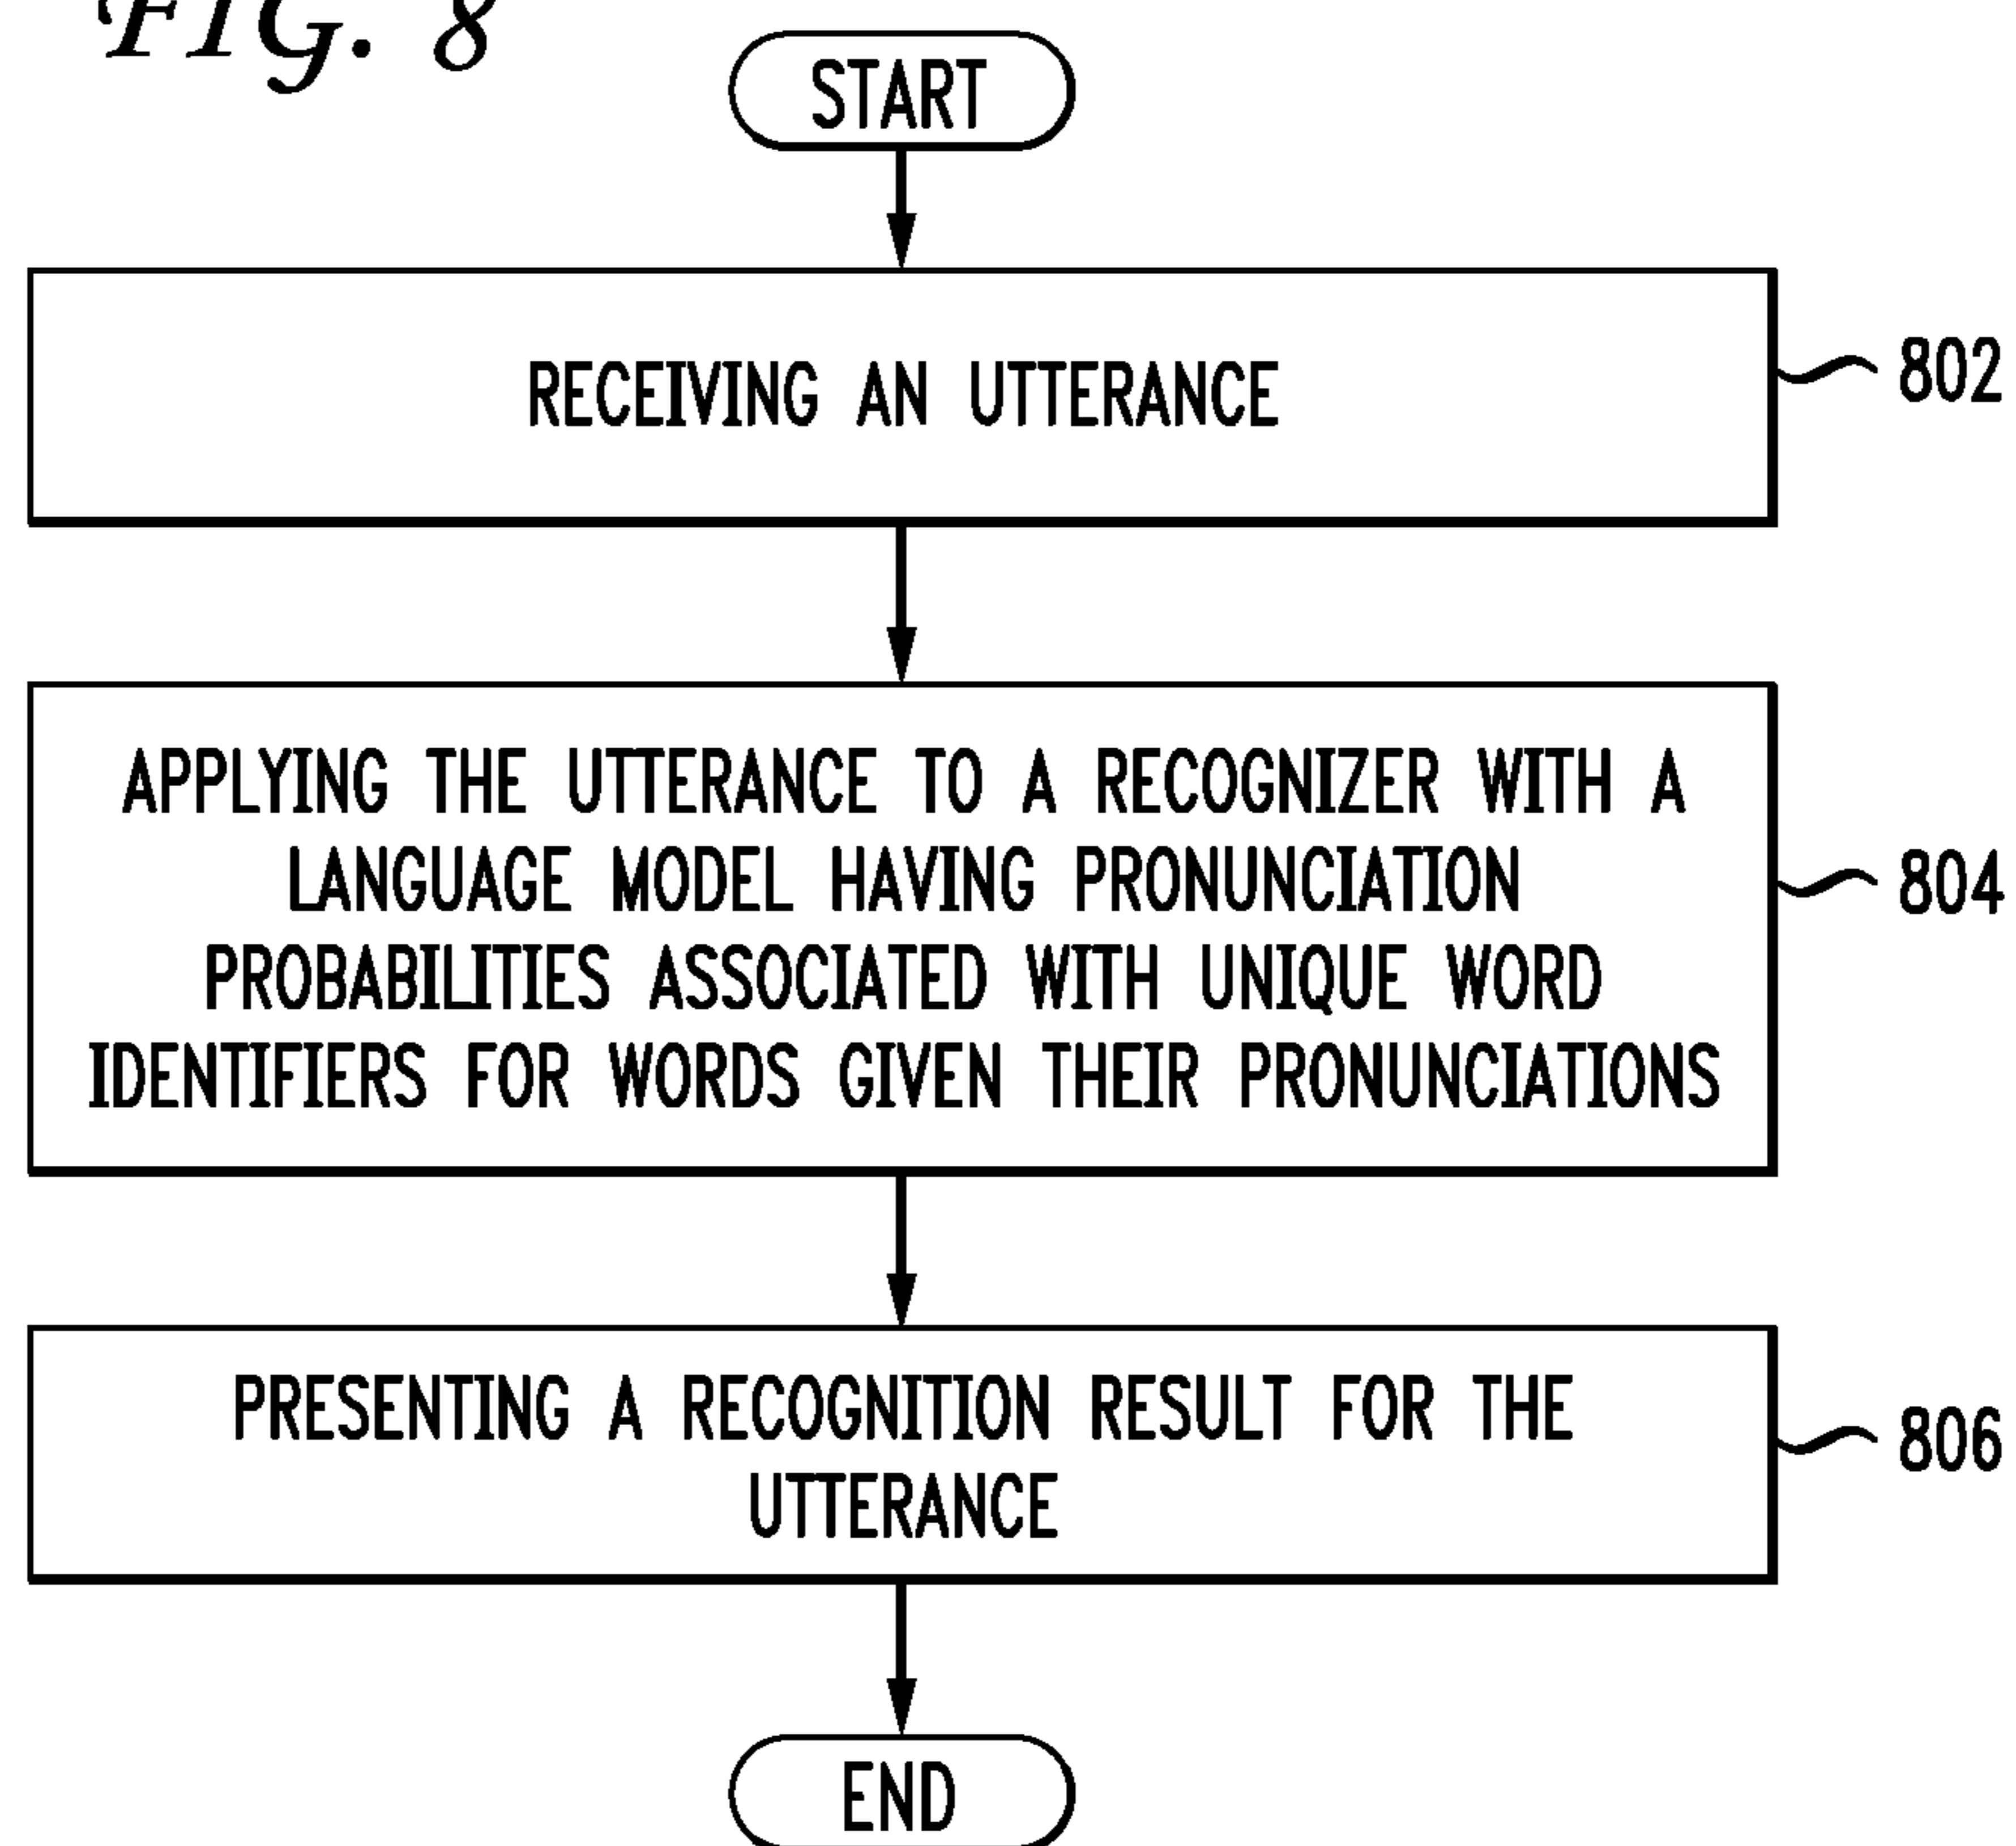 FIG. 8
START
RECEIVING AN UTTERANCE
802
APPLYING THE UTTERANCE TO A RECOGNIZER WITH A
LANGUAGE MODEL HAVING PRONUNCIATION
PROBABILITIES ASSOCIATED WITH UNIQUE WORD
IDENTIFIERS FOR WORDS GIVEN THEIR PRONUNCIATIONS
804
PRESENTING A RECOGNITION RESULT FOR THE
UTTERANCE
806
END